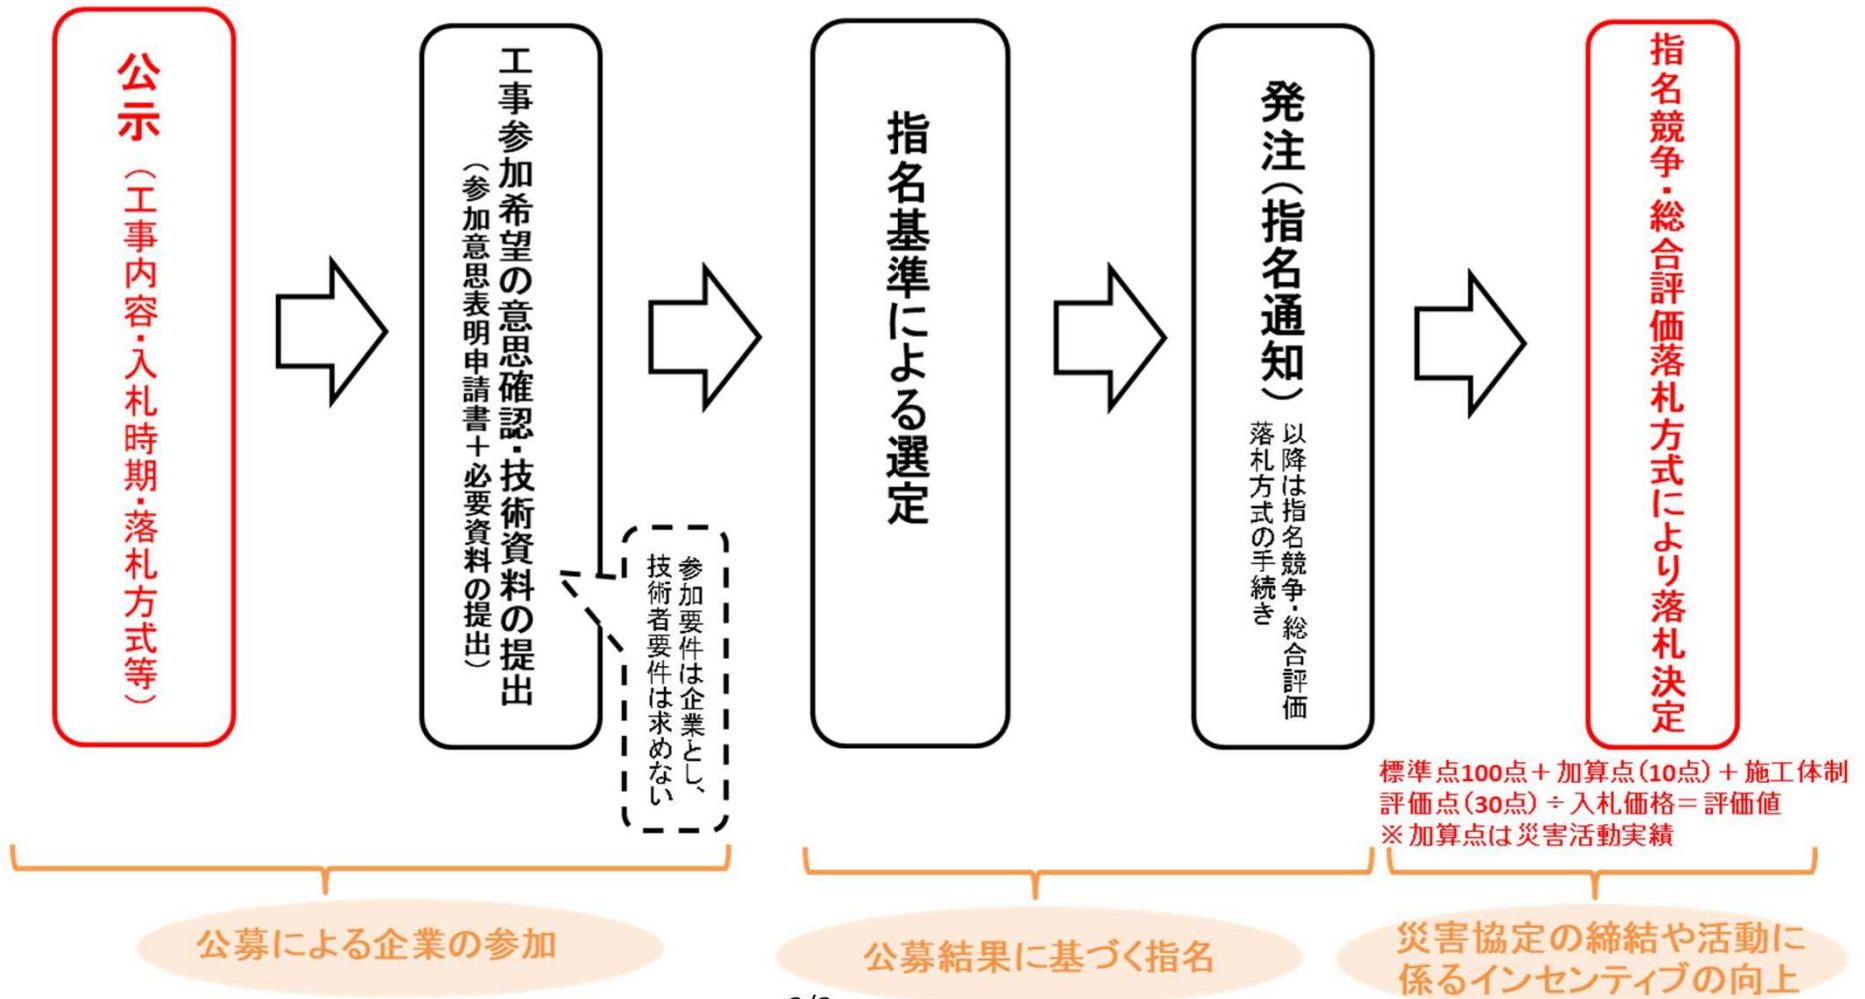 公示（工事内容・入札時期・落札方式等）
工事参加希望の意思確認・技術資料の提出
（参加意思表明申請書＋必要資料の提出）
参加要件は企業とし、
技術者要件は求めない
指名基準による選定
発注（指名通知）
以降は指名競争・総合評価
落札方式の手続き
指名競争・総合評価落札方式により落札決定
標準点100点＋加算点（10点）＋施工体制
評価点（30点）÷入札価格＝評価値
※加算点は災害活動実績
公募による企業の参加
公募結果に基づく指名
災害協定の締結や活動に
係るインセンティブの向上